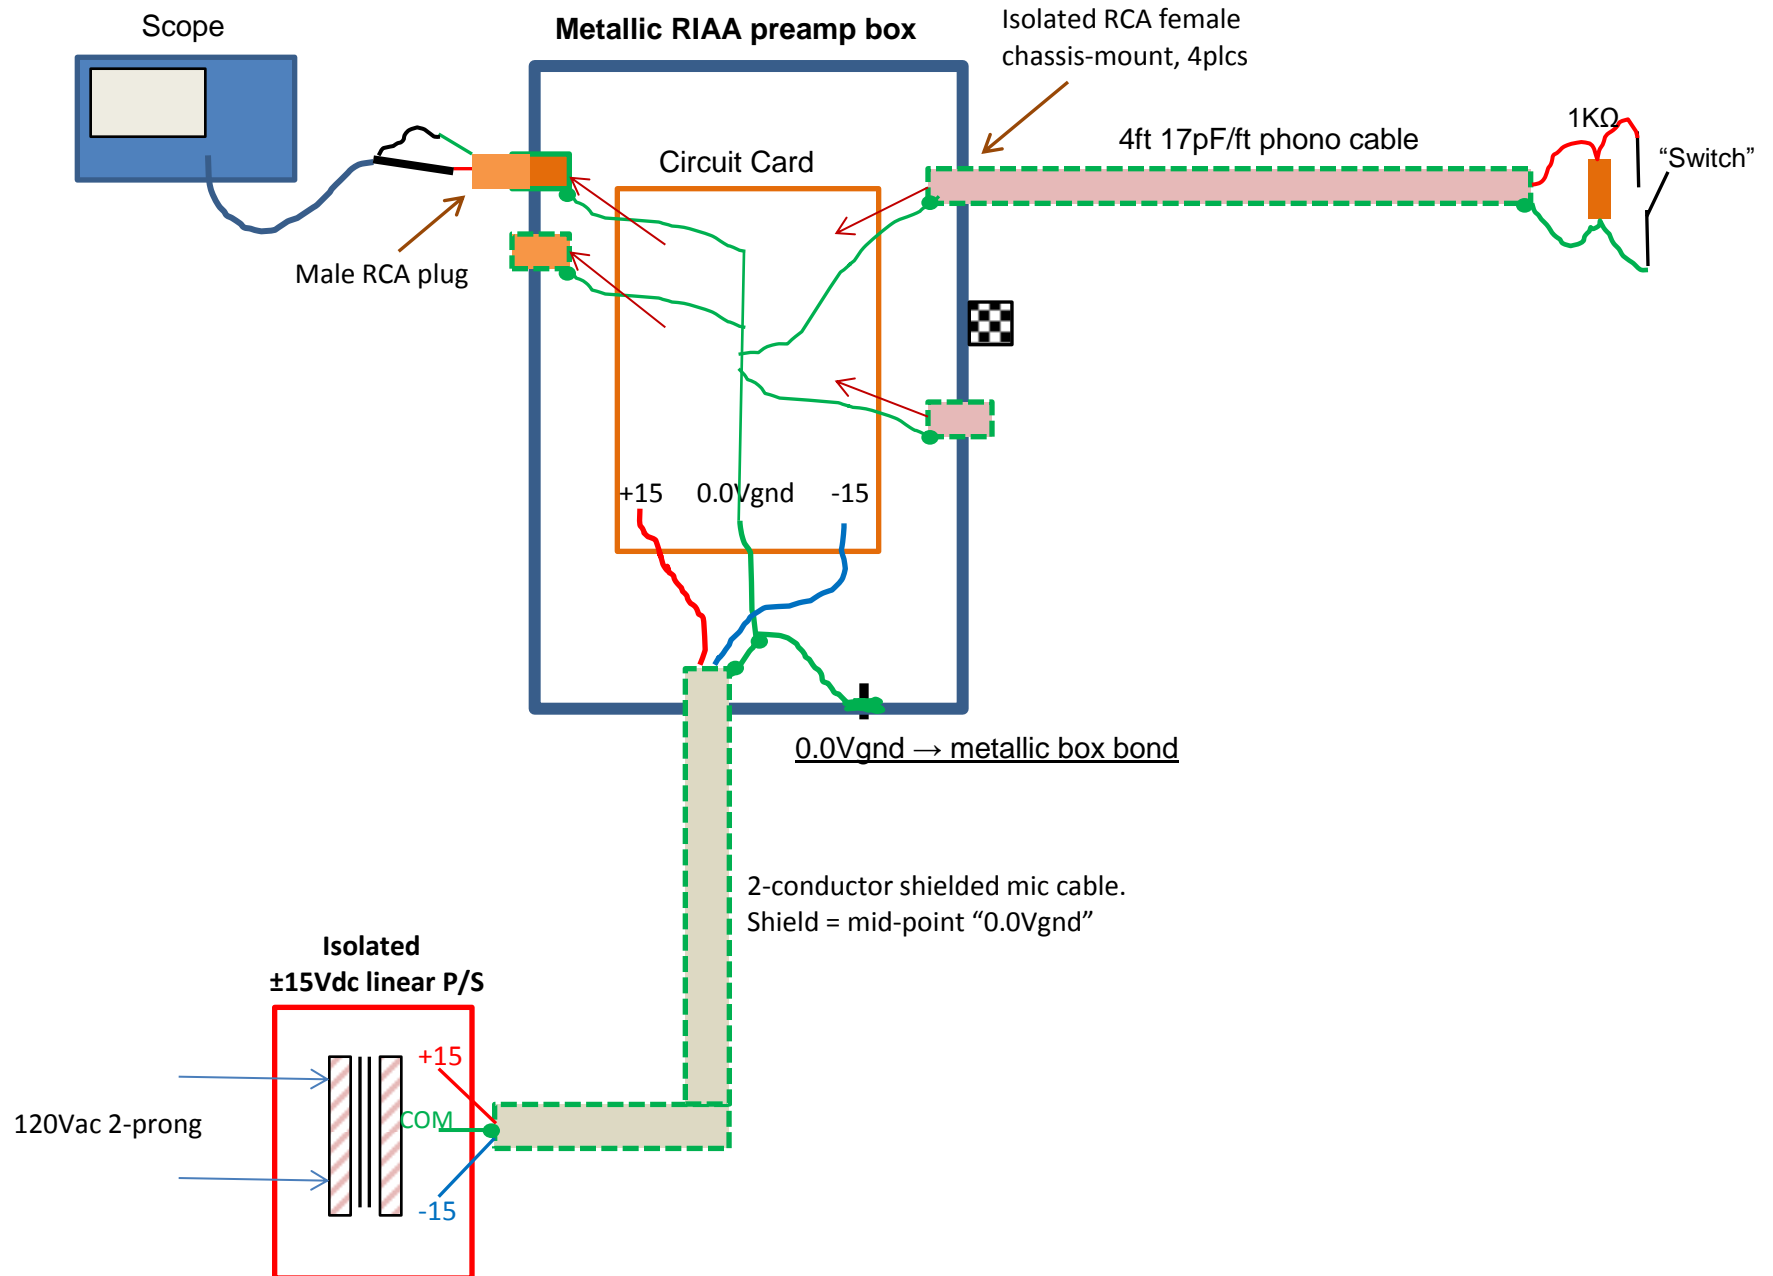 Scope
Metallic RIAA preamp box
Isolated RCA female
chassis-mount, 4plcs
1KΩ
4ft 17pF/ft phono cable
"Switch"
Circuit Card
Male RCA plug
+15 0.0Vgnd -15
0.0Vgnd → metallic box bond
2-conductor shielded mic cable.
Shield = mid-point “0.0Vgnd”
Isolated
±15Vdc linear P/S
+15
120Vac 2-prong
COM
-15